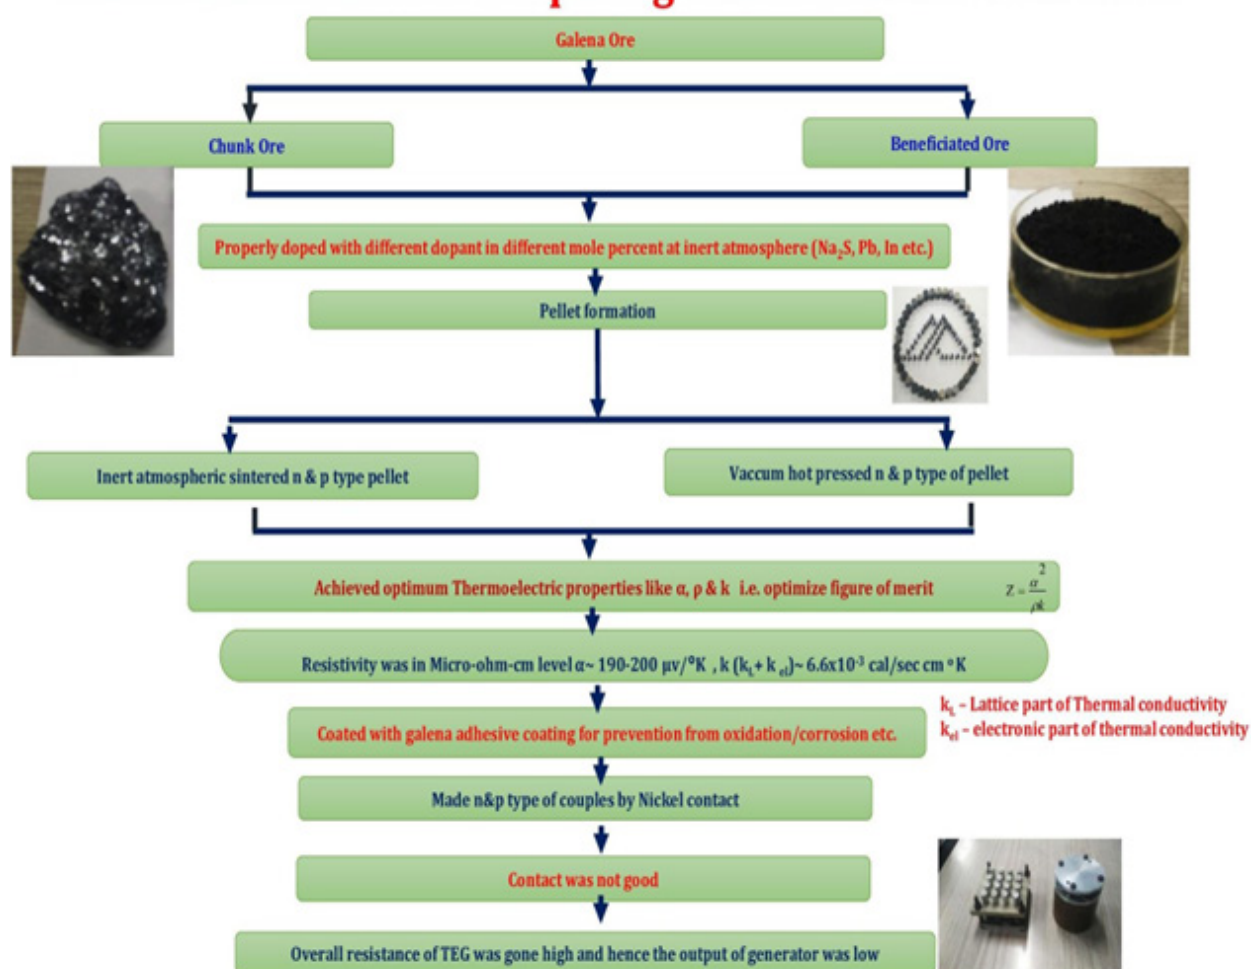 Galena Ore
Chunk Ore
Beneficiated Ore
Properly doped with different dopant in different mole percent at inert atmosphere (Na₂S, Pb, In etc.)
Pellet formation
Inert atmospheric sintered n & p type pellet
Vaccum hot pressed n & p type of pellet
Achieved optimum Thermoelectric properties like α, ρ & k i.e. optimize figure of merit Z = α²/ρk
Resistivity was in Micro-ohm-cm level α~ 190-200 μv/⁰K , k (kL+ k el)~ 6.6x10⁻³ cal/sec cm ⁰ K
kL – Lattice part of Thermal conductivity
kel – electronic part of thermal conductivity
Coated with galena adhesive coating for prevention from oxidation/corrosion etc.
Made n&p type of couples by Nickel contact
Contact was not good
Overall resistance of TEG was gone high and hence the output of generator was low